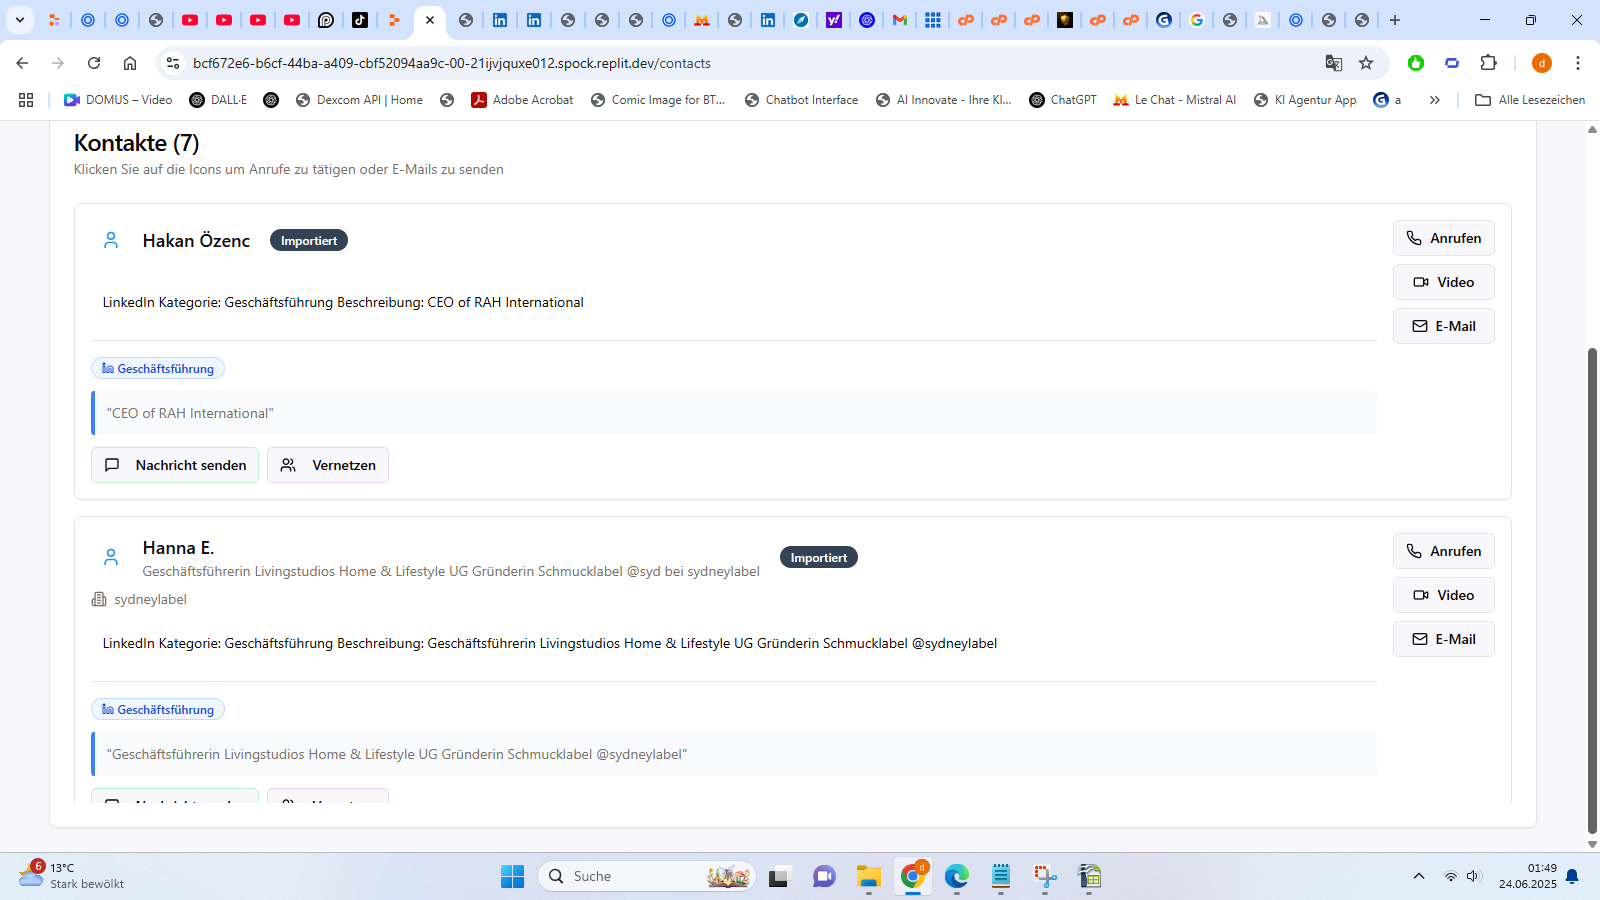 bcf672e6-b6cf-44ba-a409-cbf52094aa9c-00-21ijvjquxe012.spock.replit.dev/contacts
d
DOMUS – Video
DALL·E
Dexcom API | Home
Adobe Acrobat
Comic Image for BT...
Chatbot Interface
AI Innovate - Ihre KI...
ChatGPT
Le Chat - Mistral AI
KI Agentur App
a
Alle Lesezeichen
Kontakte (7)
Klicken Sie auf die Icons um Anrufe zu tätigen oder E-Mails zu senden
Hakan Özenc
Importiert
Anrufen
Video
E-Mail
LinkedIn Kategorie: Geschäftsführung Beschreibung: CEO of RAH International
Geschäftsführung
"CEO of RAH International"
Nachricht senden
Vernetzen
Hanna E.
Geschäftsführerin Livingstudios Home & Lifestyle UG Gründerin Schmucklabel @syd bei sydneylabel
Importiert
sydneylabel
Anrufen
Video
E-Mail
LinkedIn Kategorie: Geschäftsführung Beschreibung: Geschäftsführerin Livingstudios Home & Lifestyle UG Gründerin Schmucklabel @sydneylabel
Geschäftsführung
"Geschäftsführerin Livingstudios Home & Lifestyle UG Gründerin Schmucklabel @sydneylabel"
6
13°C
Stark bewölkt
Suche
d
01:49
24.06.2025